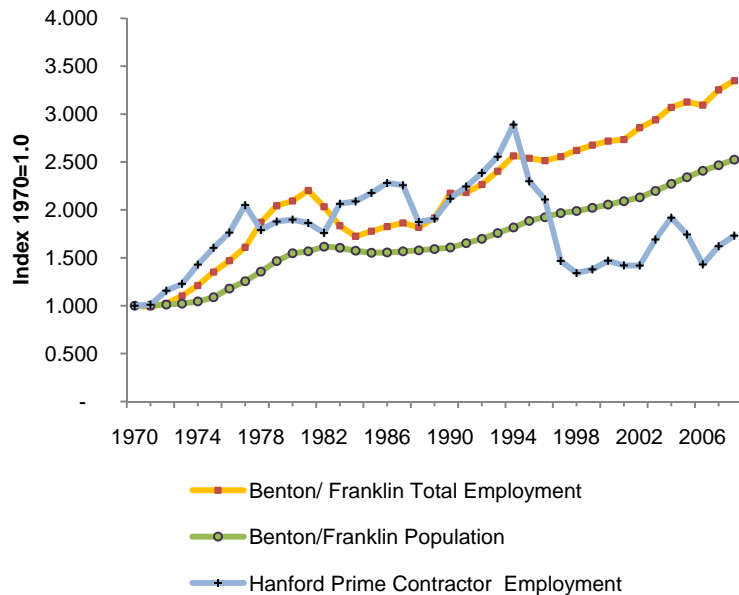 4.000
3.500
3.000
2.500
2.000
1.500
1.000
0.500
-
Index 1970=1.0
1970 1974 1978 1982 1986 1990 1994 1998 2002 2006
Benton/ Franklin Total Employment
Benton/Franklin Population
Hanford Prime Contractor Employment